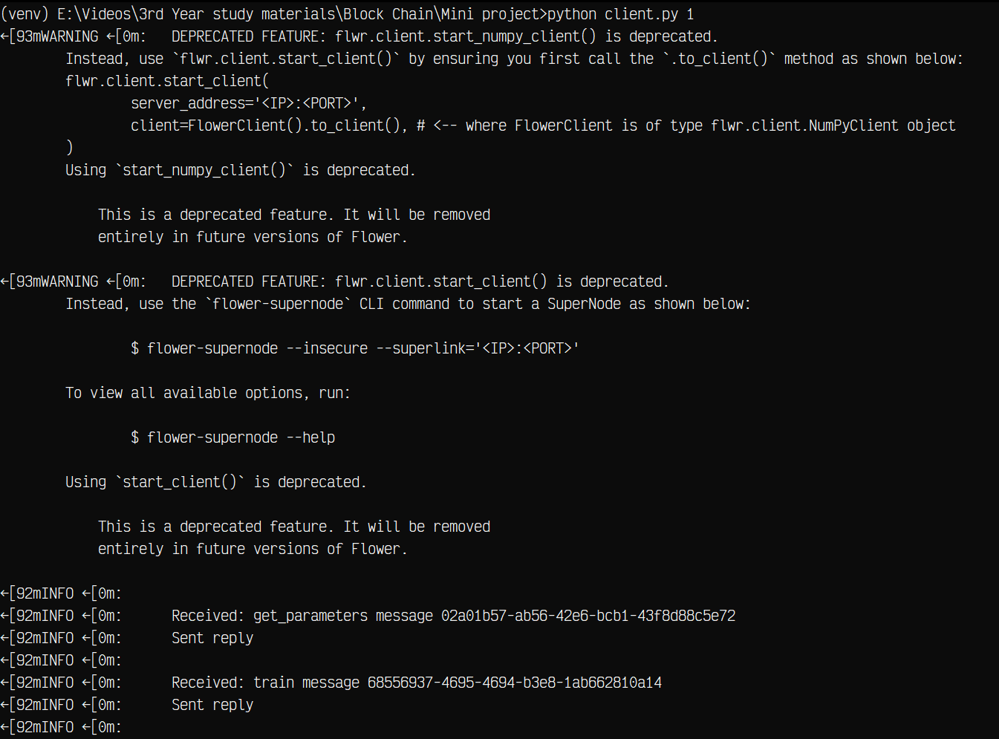 (venv) E:\Videos\3rd Year study materials\Block Chain\Mini project>python client.py 1
←[93mWARNING ←[0m:   DEPRECATED FEATURE: flwr.client.start_numpy_client() is deprecated.
        Instead, use `flwr.client.start_client()` by ensuring you first call the `.to_client()` method as shown below:
        flwr.client.start_client(
                server_address='<IP>:<PORT>',
                client=FlowerClient().to_client(), # <-- where FlowerClient is of type flwr.client.NumPyClient object
        )
        Using `start_numpy_client()` is deprecated.
            This is a deprecated feature. It will be removed
            entirely in future versions of Flower.
←[93mWARNING ←[0m:   DEPRECATED FEATURE: flwr.client.start_client() is deprecated.
        Instead, use the `flower-supernode` CLI command to start a SuperNode as shown below:
                $ flower-supernode --insecure --superlink='<IP>:<PORT>'
        To view all available options, run:
                $ flower-supernode --help
        Using `start_client()` is deprecated.
            This is a deprecated feature. It will be removed
            entirely in future versions of Flower.
←[92mINFO ←[0m:
←[92mINFO ←[0m:      Received: get_parameters message 02a01b57-ab56-42e6-bcb1-43f8d88c5e72
←[92mINFO ←[0m:      Sent reply
←[92mINFO ←[0m:
←[92mINFO ←[0m:      Received: train message 68556937-4695-4694-b3e8-1ab662810a14
←[92mINFO ←[0m:      Sent reply
←[92mINFO ←[0m: